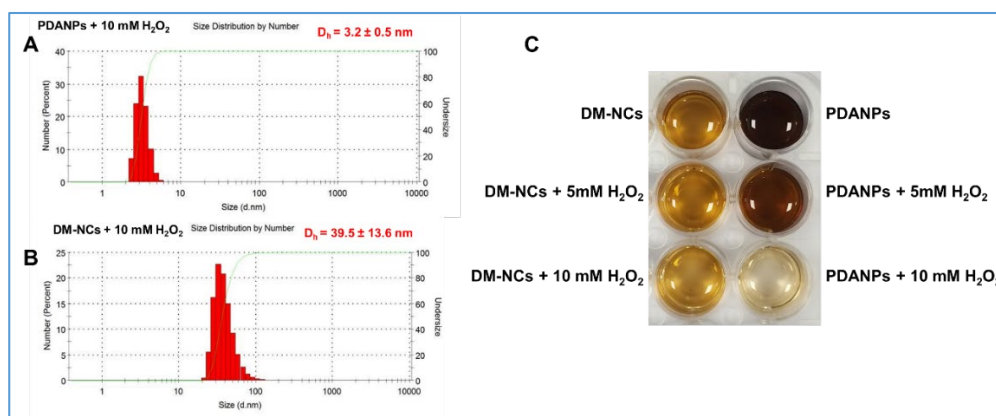 PDANPs + 10 mM H₂O₂ Size Distribution by Number
Dₕ = 3.2 ± 0.5 nm
A
Number (Percent)
40
30
20
10
0
100
80
60
40
20
0
Undersize
1 10 100 1000 10000
Size (d.nm)
DM-NCs + 10 mM H₂O₂ Size Distribution by Number
Dₕ = 39.5 ± 13.6 nm
B
Number (Percent)
25
20
15
10
5
0
100
80
60
40
20
0
Undersize
1 10 100 1000 10000
Size (d.nm)
C
DM-NCs PDANPs
DM-NCs + 5mM H₂O₂ PDANPs + 5mM H₂O₂
DM-NCs + 10 mM H₂O₂ PDANPs + 10 mM H₂O₂